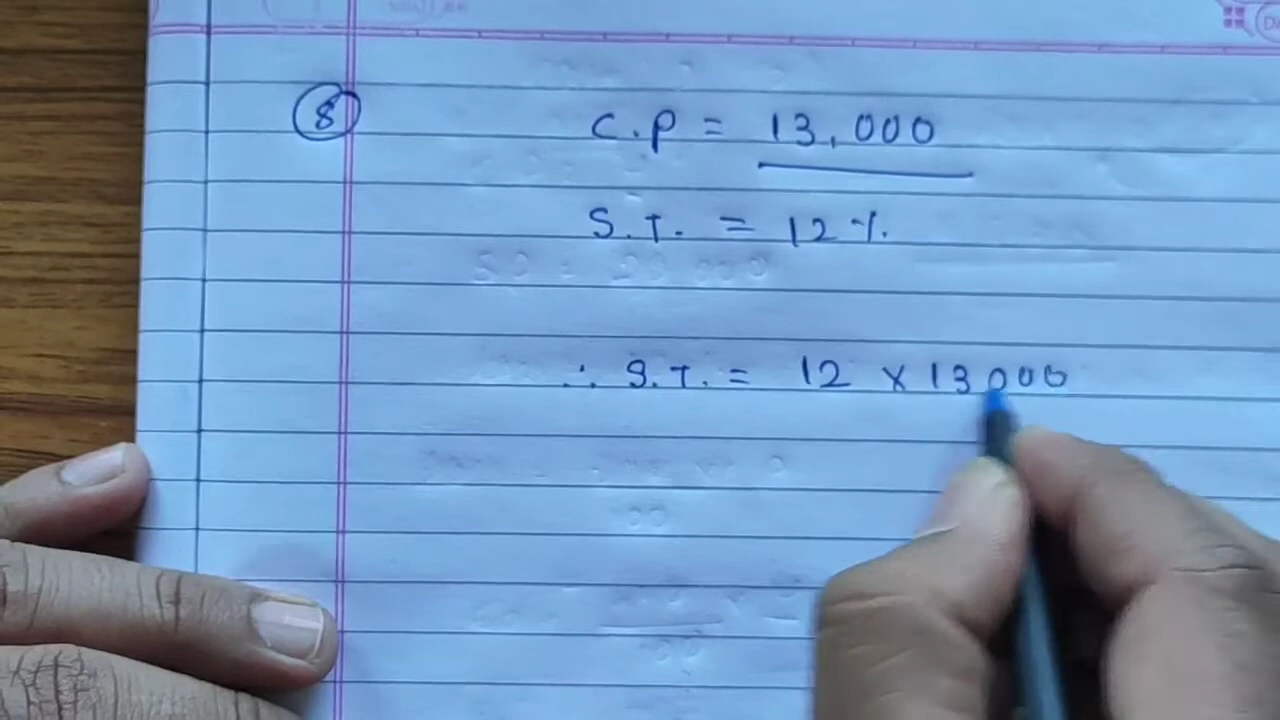 8
C.P = 13,000
S.T. = 12%
∴ S.T. = 12 x 13000